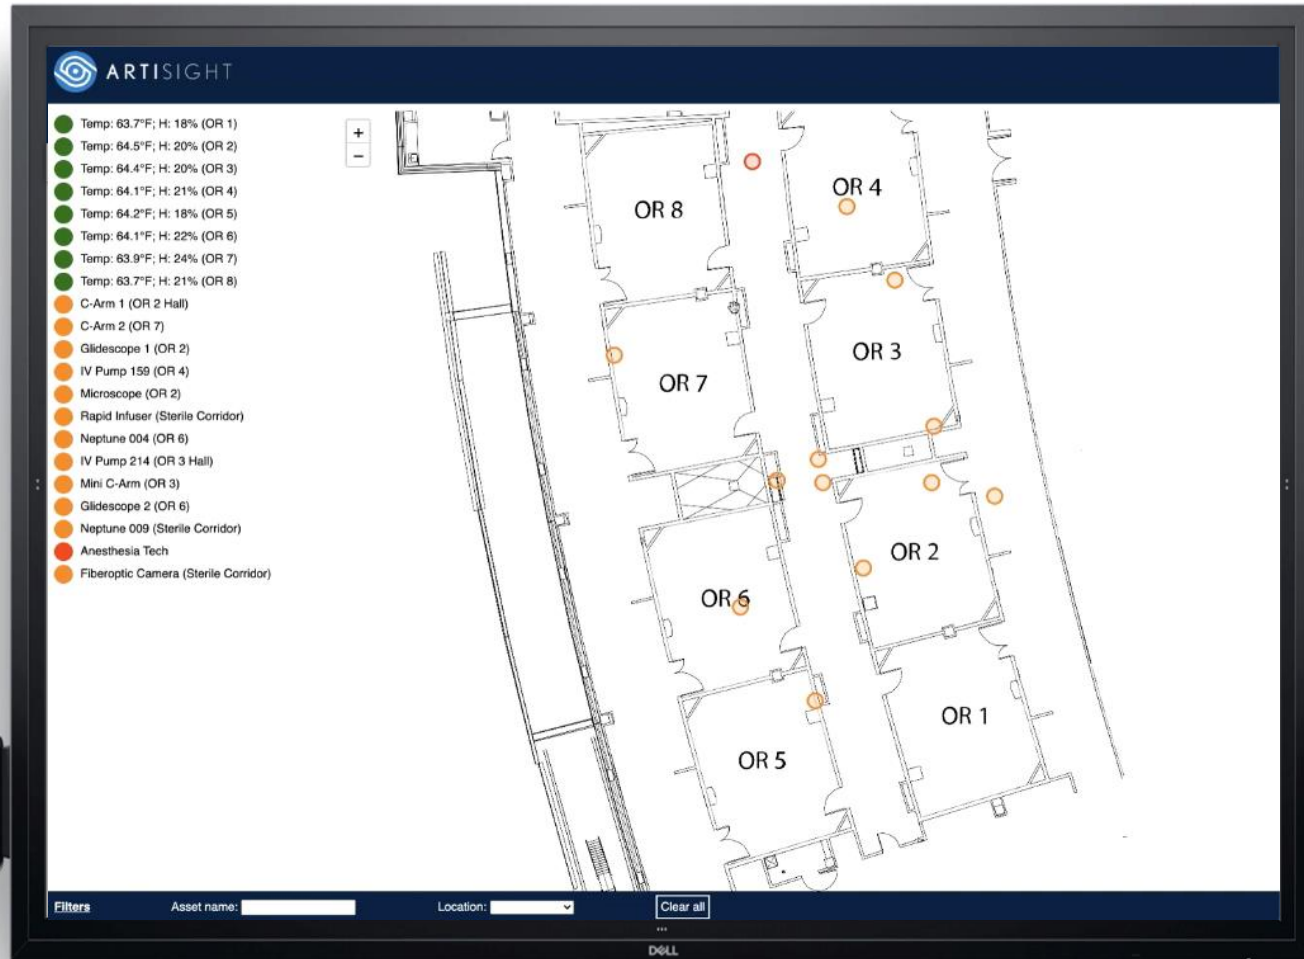 ARTISIGHT
Temp: 63.7°F; H: 18% (OR 1)
Temp: 64.5°F; H: 20% (OR 2)
Temp: 64.4°F; H: 20% (OR 3)
Temp: 64.1°F; H: 21% (OR 4)
Temp: 64.2°F; H: 18% (OR 5)
Temp: 64.1°F; H: 22% (OR 6)
Temp: 63.9°F; H: 24% (OR 7)
Temp: 63.7°F; H: 21% (OR 8)
C-Arm 1 (OR 2 Hall)
C-Arm 2 (OR 7)
Glidescope 1 (OR 2)
IV Pump 159 (OR 4)
Microscope (OR 2)
Rapid Infuser (Sterile Corridor)
Neptune 004 (OR 6)
IV Pump 214 (OR 3 Hall)
Mini C-Arm (OR 3)
Glidescope 2 (OR 6)
Neptune 009 (Sterile Corridor)
Anesthesia Tech
Fiberoptic Camera (Sterile Corridor)
+
−
OR 8
OR 4
OR 7
OR 3
OR 6
OR 2
OR 5
OR 1
Filters Asset name: Location: Clear all
DELL